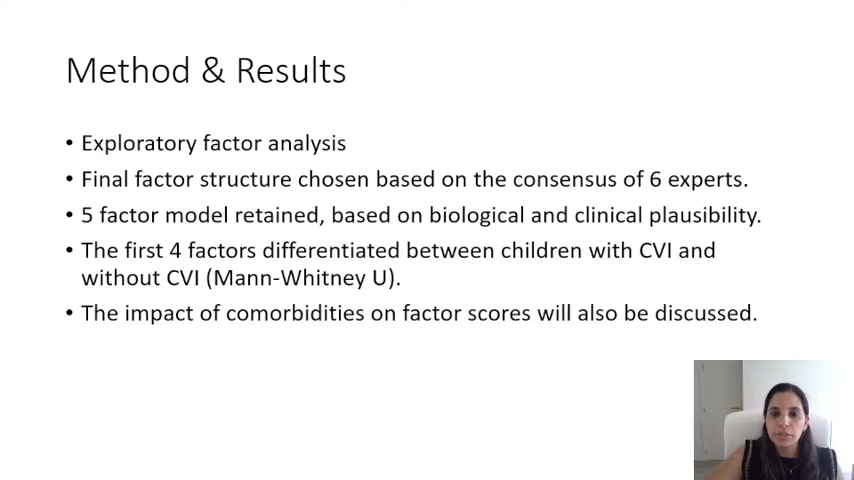 Method & Results
• Exploratory factor analysis
• Final factor structure chosen based on the consensus of 6 experts.
• 5 factor model retained, based on biological and clinical plausibility.
• The first 4 factors differentiated between children with CVI and
without CVI (Mann-Whitney U).
• The impact of comorbidities on factor scores will also be discussed.